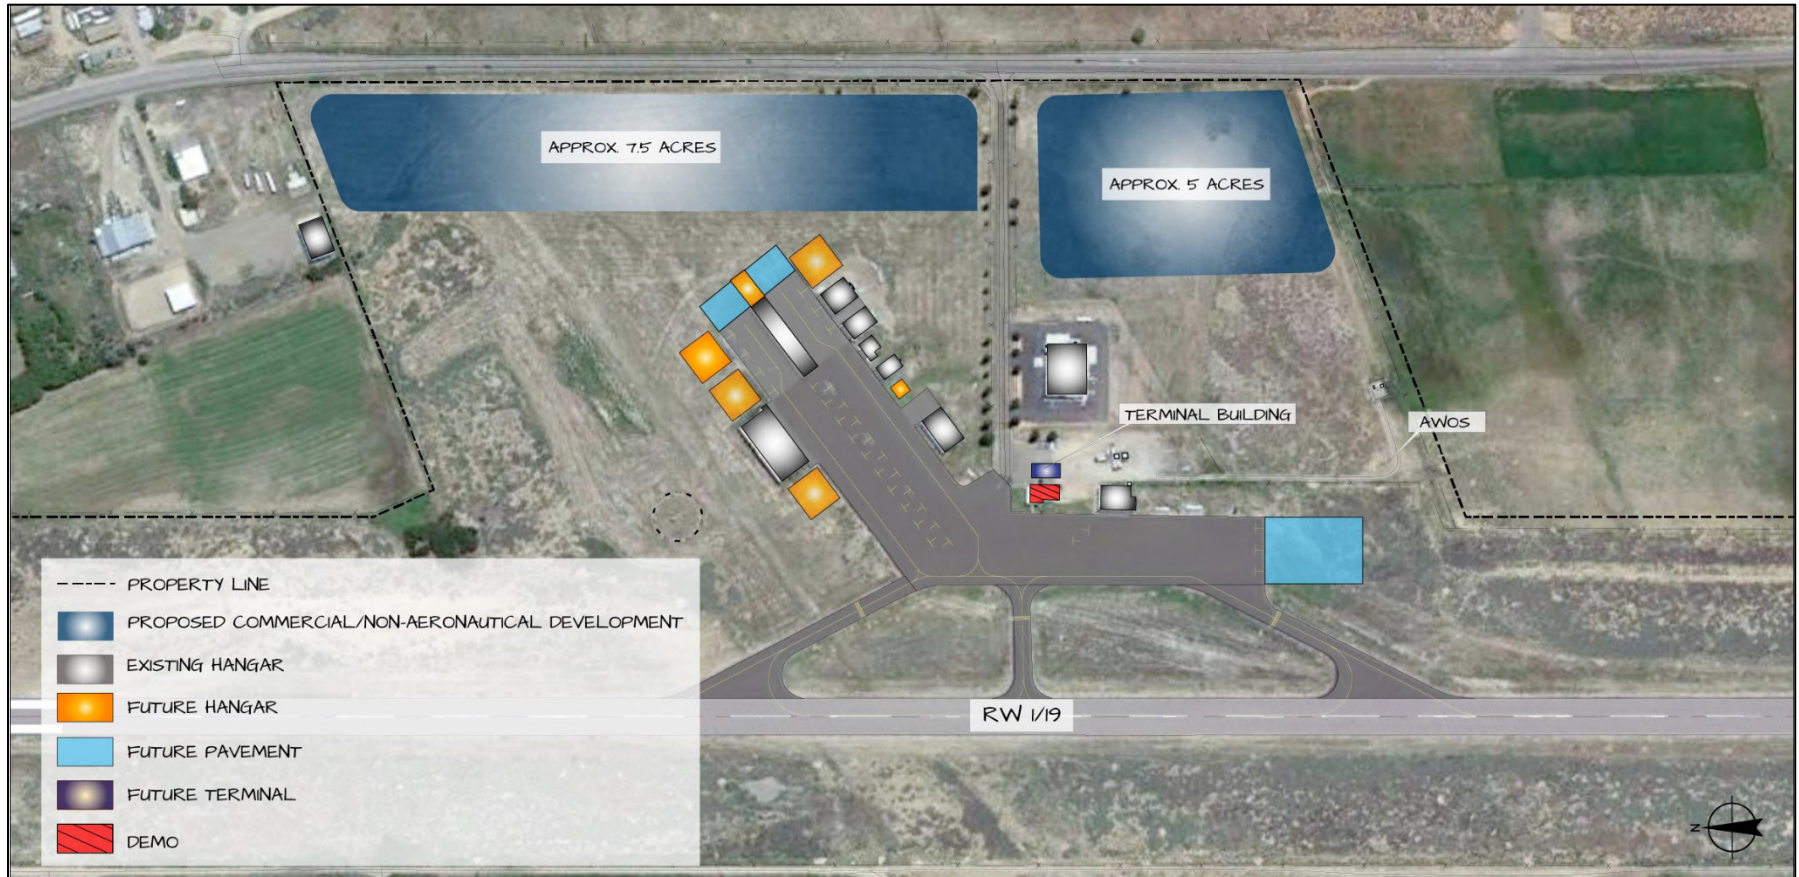 APPROX. 7.5 ACRES
APPROX. 5 ACRES
TERMINAL BUILDING
AWOS
PROPERTY LINE
PROPOSED COMMERCIAL/NON-AERONAUTICAL DEVELOPMENT
EXISTING HANGAR
FUTURE HANGAR
FUTURE PAVEMENT
FUTURE TERMINAL
DEMO
RW 1/19
N